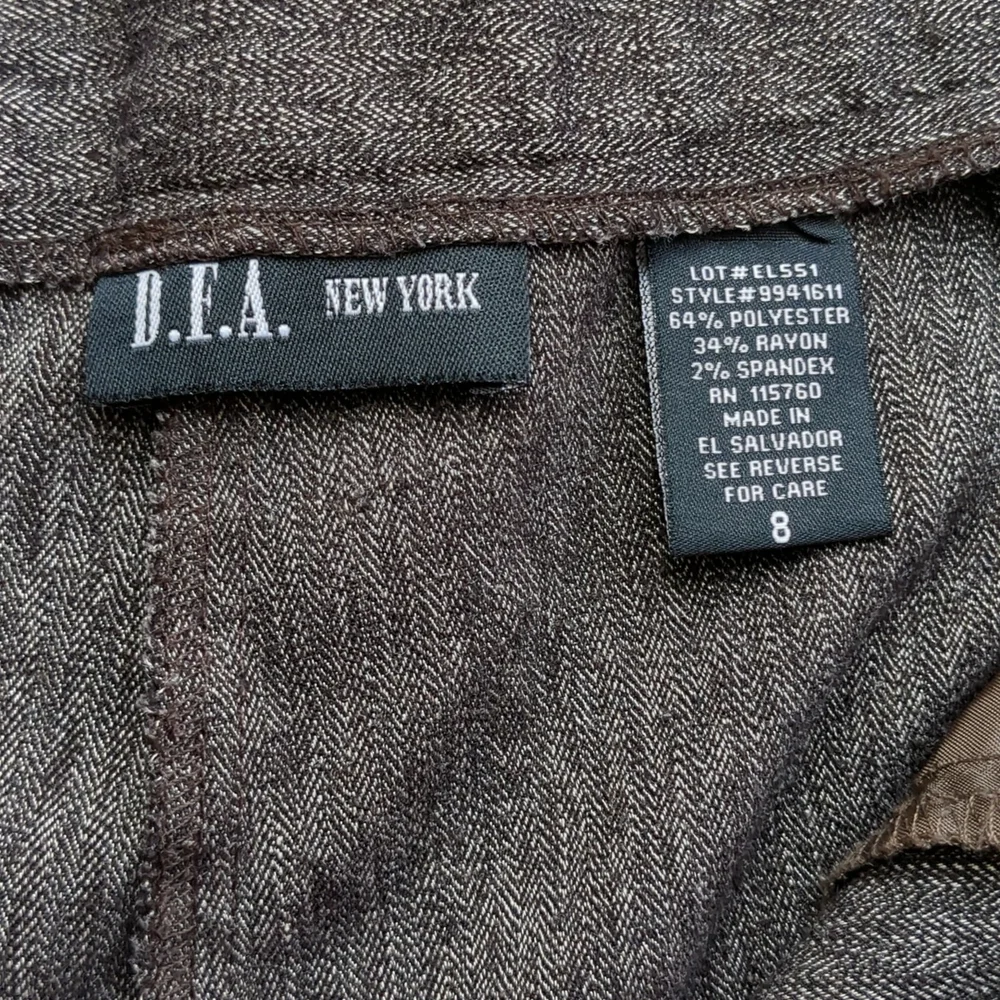 D.F.A. NEW YORK
LOT#EL551
STYLE#9941611
64% POLYESTER
34% RAYON
2% SPANDEX
RN 115760
MADE IN
EL SALVADOR
SEE REVERSE
FOR CARE
8